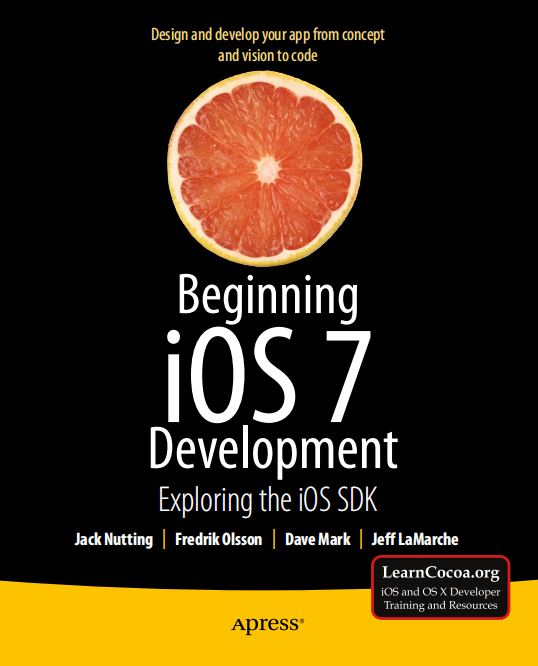 Design and develop your app from concept
and vision to code
Beginning
iOS 7
Development
Exploring the iOS SDK
Jack Nutting | Fredrik Olsson | Dave Mark | Jeff LaMarche
LearnCocoa.org
iOS and OS X Developer
Training and Resources
Apress®